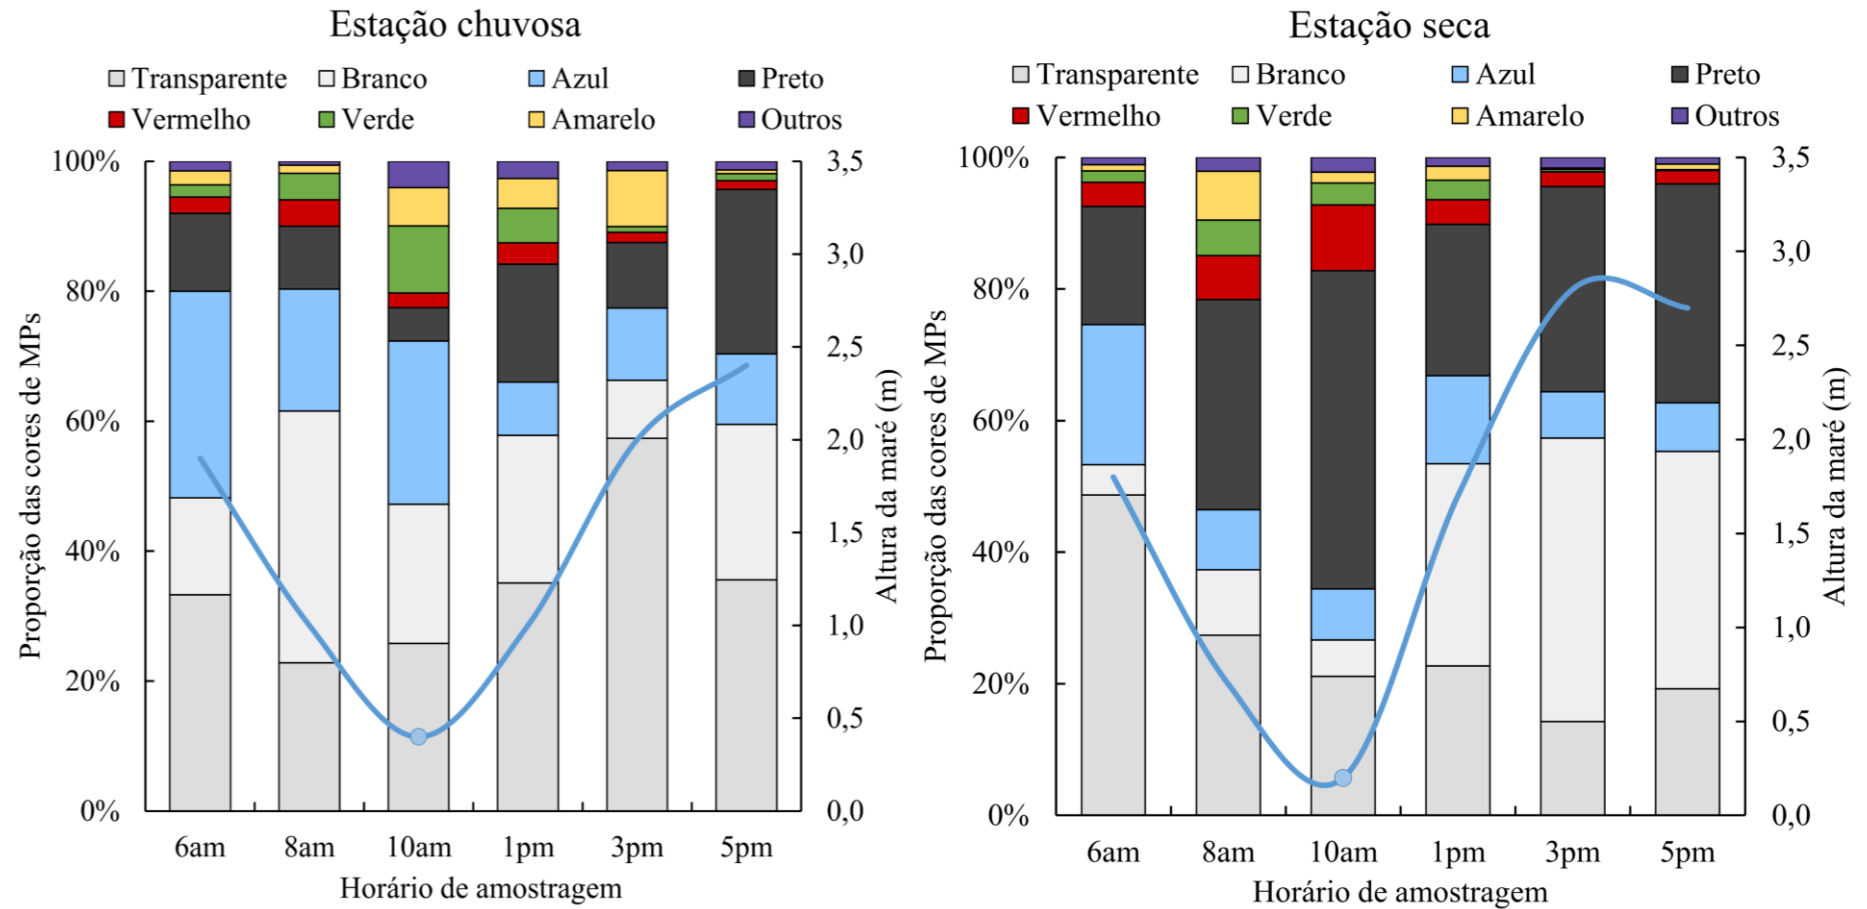 Estação chuvosa
Transparente Branco Azul Preto
Vermelho Verde Amarelo Outros
Proporção das cores de MPs
100%
80%
60%
40%
20%
0%
3,5
3,0
2,5
2,0
1,5
1,0
0,5
0,0
Altura da maré (m)
6am 8am 10am 1pm 3pm 5pm
Horário de amostragem
Estação seca
Transparente Branco Azul Preto
Vermelho Verde Amarelo Outros
Proporção das cores de MPs
100%
80%
60%
40%
20%
0%
3,5
3,0
2,5
2,0
1,5
1,0
0,5
0,0
Altura da maré (m)
6am 8am 10am 1pm 3pm 5pm
Horário de amostragem